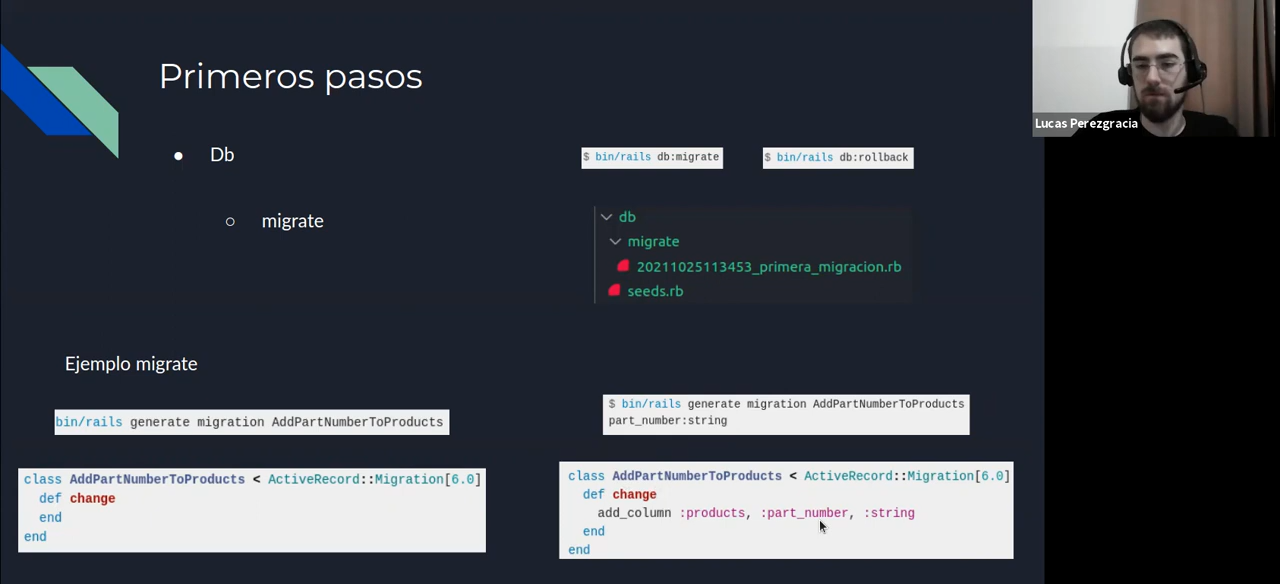 Primeros pasos
Lucas Perezgracia
Db
$ bin/rails db:migrate
$ bin/rails db:rollback
migrate
db
migrate
20211025113453_primera_migracion.rb
seeds.rb
Ejemplo migrate
bin/rails generate migration AddPartNumberToProducts
class AddPartNumberToProducts < ActiveRecord::Migration[6.0]
def change
end
end
$ bin/rails generate migration AddPartNumberToProducts
part_number:string
class AddPartNumberToProducts < ActiveRecord::Migration[6.0]
def change
add_column :products, :part_number, :string
end
end